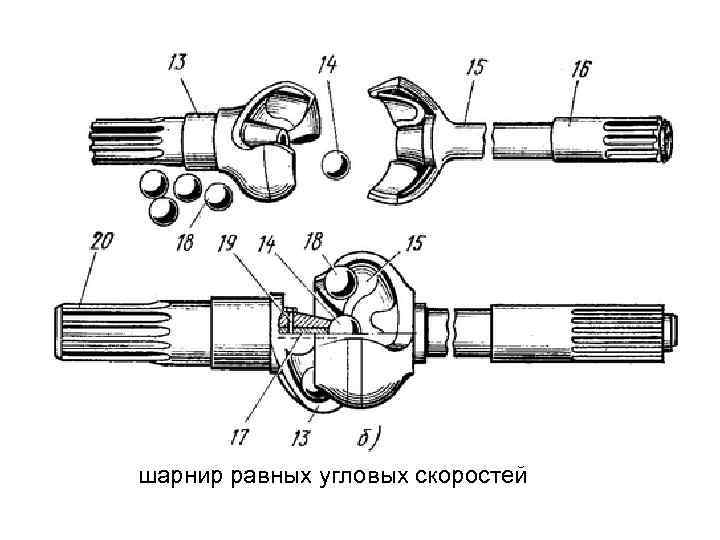 13 14 15 16
18
20 19 14 18 15
17 13 б)
шарнир равных угловых скоростей